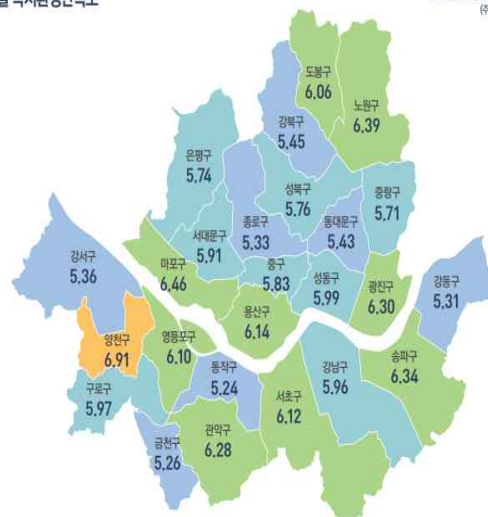 도봉구
6.06
노원구
6.39
강북구
5.45
은평구
5.74
성북구
5.76
중랑구
5.71
종로구
5.33
동대문구
5.43
서대문구
5.91
강서구
5.36
마포구
6.46
중구
5.83
성동구
5.99
광진구
6.30
강동구
5.31
용산구
6.14
양천구
6.91
영등포구
6.10
동작구
5.24
강남구
5.96
송파구
6.34
구로구
5.97
서초구
6.12
관악구
6.28
금천구
5.26